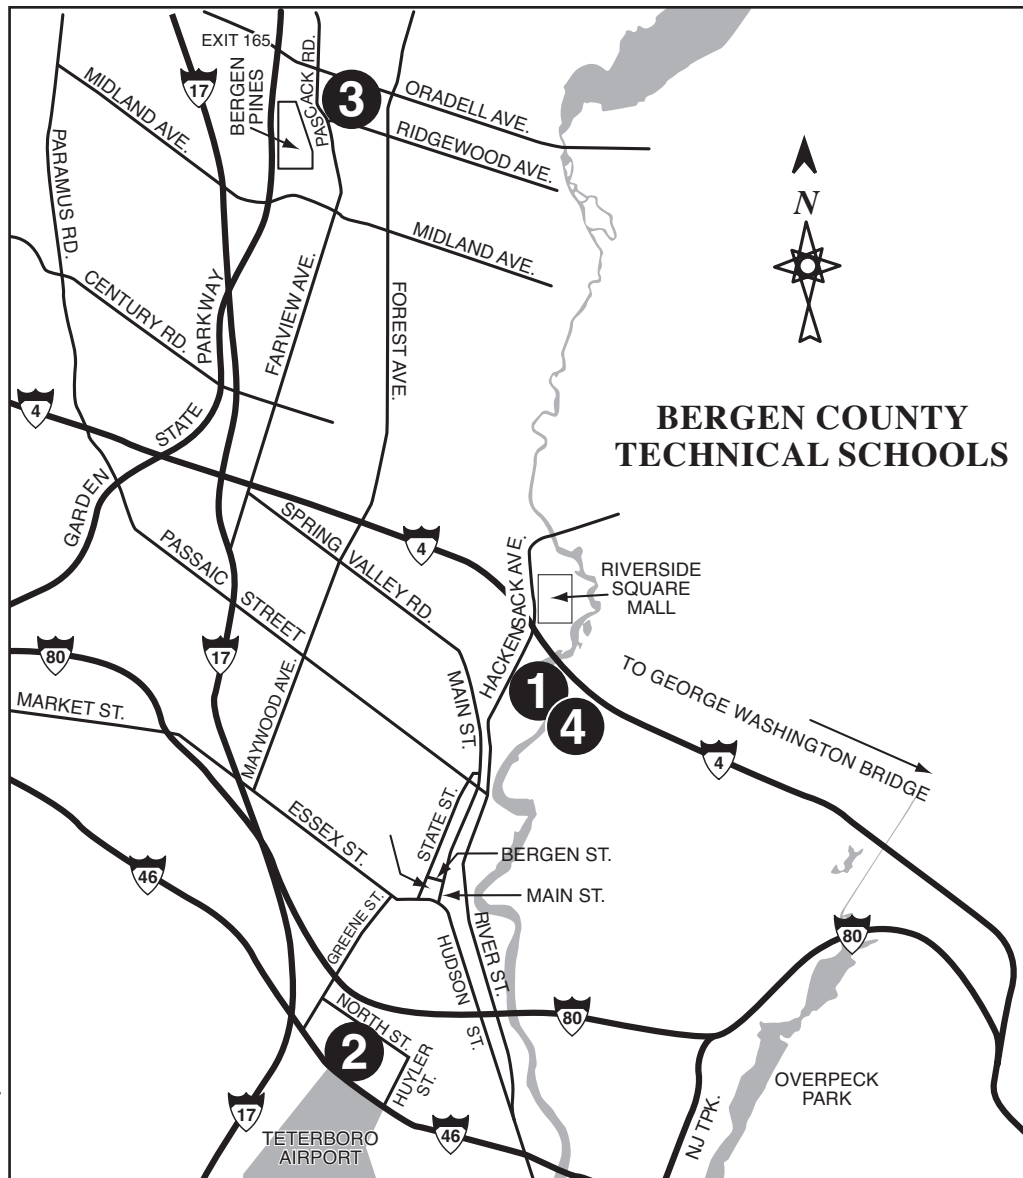 EXIT 165
17
BERGEN
PINES
PASCACK RD.
3
ORADELL AVE.
RIDGEWOOD AVE.
MIDLAND AVE.
PARAMUS RD.
MIDLAND AVE.
N
CENTURY RD.
PARKWAY
FARVIEW AVE.
FOREST AVE.
4
STATE
GARDEN
BERGEN COUNTY
TECHNICAL SCHOOLS
SPRING VALLEY RD.
4
PASSAIC STREET
HACKENSACK AVE.
RIVERSIDE
SQUARE
MALL
80
17
MARKET ST.
MAYWOOD AVE.
MAIN ST.
1
4
TO GEORGE WASHINGTON BRIDGE
4
ESSEX ST.
STATE ST.
BERGEN ST.
MAIN ST.
46
GREENE ST.
HUDSON ST.
RIVER ST.
80
80
NORTH ST.
2
HUYLER
ST.
OVERPECK
PARK
NJ TPK.
17
46
TETERBORO
AIRPORT